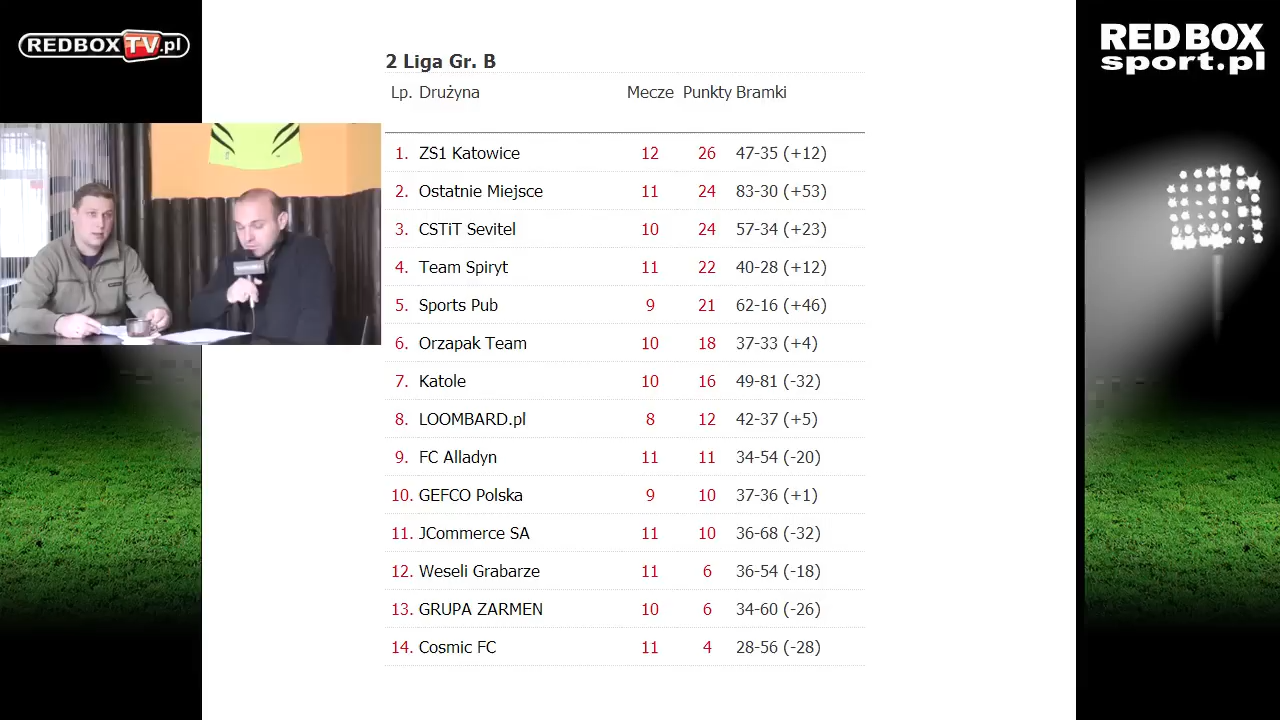 REDBOXTV.pl
RED BOX
sport.pl
2 Liga Gr. B
Lp. Drużyna Mecze Punkty Bramki
1. ZS1 Katowice 12 26 47-35 (+12)
2. Ostatnie Miejsce 11 24 83-30 (+53)
3. CSTiT Sevitel 10 24 57-34 (+23)
4. Team Spiryt 11 22 40-28 (+12)
5. Sports Pub 9 21 62-16 (+46)
6. Orzapak Team 10 18 37-33 (+4)
7. Katole 10 16 49-81 (-32)
8. LOOMBARD.pl 8 12 42-37 (+5)
9. FC Alladyn 11 11 34-54 (-20)
10. GEFCO Polska 9 10 37-36 (+1)
11. JCommerce SA 11 10 36-68 (-32)
12. Weseli Grabarze 11 6 36-54 (-18)
13. GRUPA ZARMEN 10 6 34-60 (-26)
14. Cosmic FC 11 4 28-56 (-28)